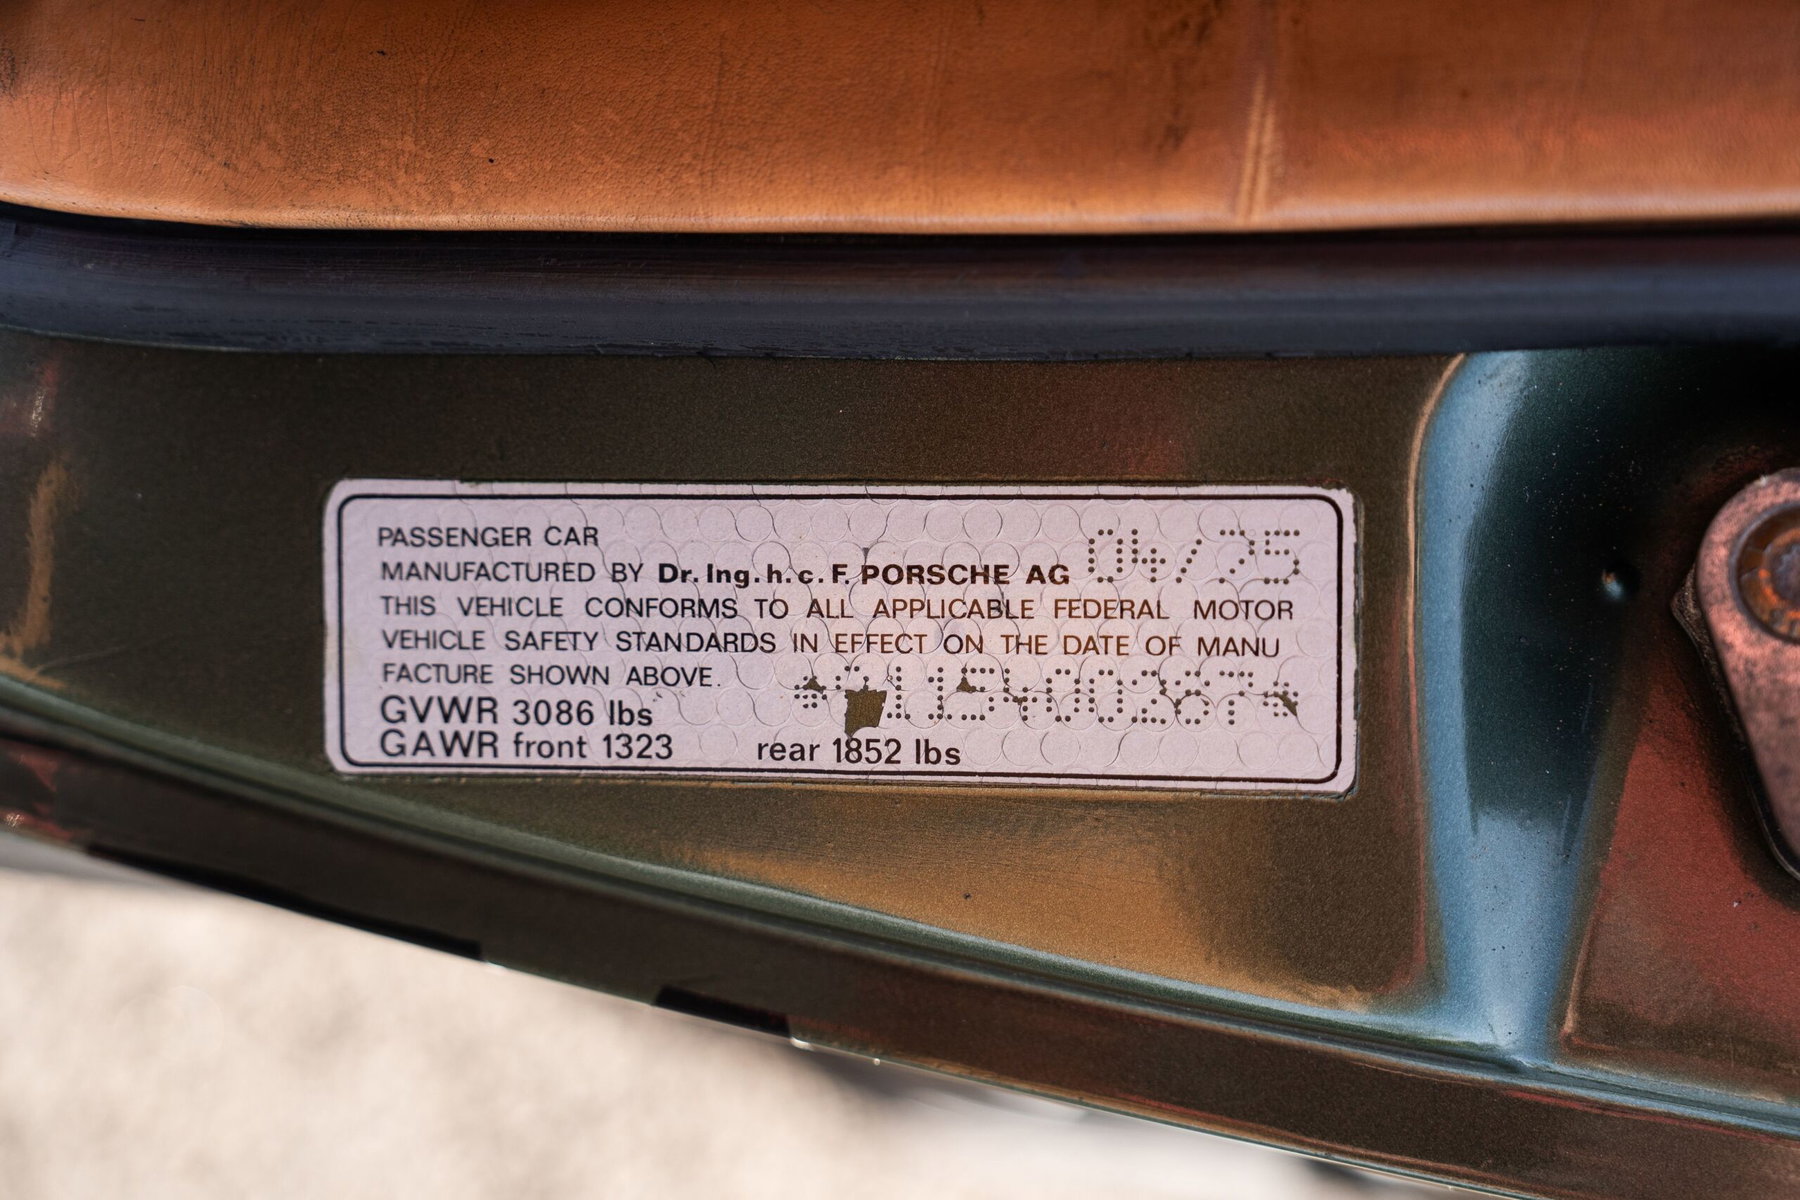 PASSENGER CAR
MANUFACTURED BY Dr. Ing. h. c. F. PORSCHE AG 04/75
THIS VEHICLE CONFORMS TO ALL APPLICABLE FEDERAL MOTOR
VEHICLE SAFETY STANDARDS IN EFFECT ON THE DATE OF MANU
FACTURE SHOWN ABOVE.
GVWR 3086 lbs
GAWR front 1323 rear 1852 lbs